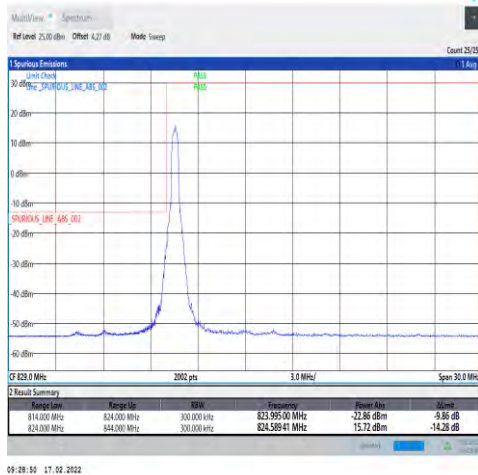 MultiView Spectrum
Ref Level 25.00 dBm Offset 4.27 dB Mode Sweep
Count 25/25
1 Spurious Emissions
Limit Check PASS
Line _SPURIOUS_LINE_ABS_002 PASS
30 dBm
20 dBm
10 dBm
0 dBm
-10 dBm
_SPURIOUS_LINE_ABS_002
-20 dBm
-30 dBm
-40 dBm
-50 dBm
-60 dBm
CF 829.0 MHz 2002 pts 3.0 MHz/ Span 30.0 MHz
2 Result Summary
Range Low Range Up RBW Frequency Power Abs ΔLimit
814.000 MHz 824.000 MHz 300.000 kHz 823.99500 MHz -22.86 dBm -9.86 dB
824.000 MHz 844.000 MHz 300.000 kHz 824.58941 MHz 15.72 dBm -14.28 dB
09:28:50 17.02.2022